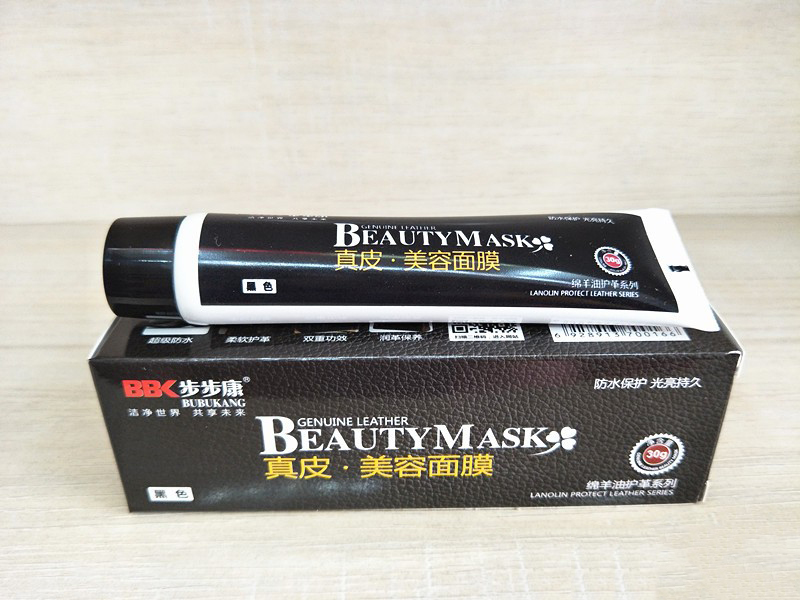 防水保护 光亮持久
GENUINE LEATHER
BEAUTYMASK
真皮·美容面膜
30g
黑色
绵羊油护革系列
LANOLIN PROTECT LEATHER SERIES
超级防水
柔软护革
双重功效
润革保养
6 928913 700166
BBK步步康®
BUBUKANG
洁净世界 共享未来
防水保护 光亮持久
GENUINE LEATHER
BEAUTYMASK
真皮·美容面膜
30g
黑色
绵羊油护革系列
LANOLIN PROTECT LEATHER SERIES